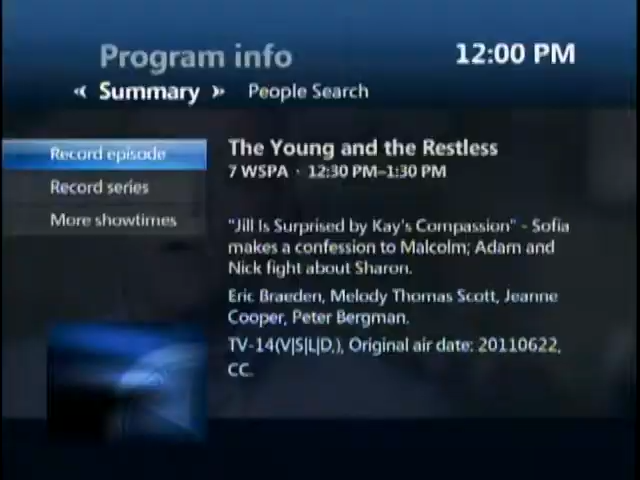 Program info
12:00 PM
Summary
People Search
Record episode
Record series
More showtimes
The Young and the Restless
7 WSPA · 12:30 PM–1:30 PM
"Jill Is Surprised by Kay's Compassion" - Sofia
makes a confession to Malcolm; Adam and
Nick fight about Sharon.
Eric Braeden, Melody Thomas Scott, Jeanne
Cooper, Peter Bergman.
TV-14(V|S|L|D,), Original air date: 20110622,
CC.